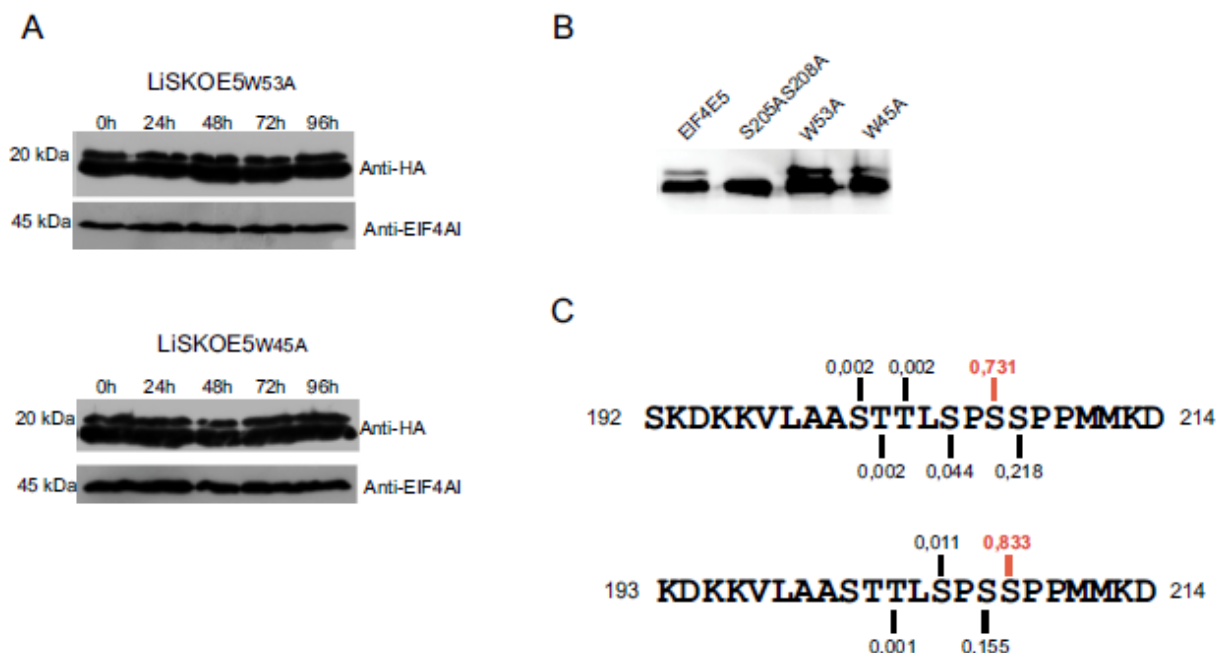 A
LiSKOE5W53A
0h 24h 48h 72h 96h
20 kDa
Anti-HA
45 kDa
Anti-EIF4AI
LiSKOE5W45A
0h 24h 48h 72h 96h
20 kDa
Anti-HA
45 kDa
Anti-EIF4AI
B
EIF4E5 S205AS208A W53A W45A
C
0,002 0,002 0,731
192 SKDKKVLAASTTLSPSSPPMMKD 214
0,002 0,044 0,218
0,011 0,833
193 KDKKVLAASTTLSPSSPPMMKD 214
0,001 0,155